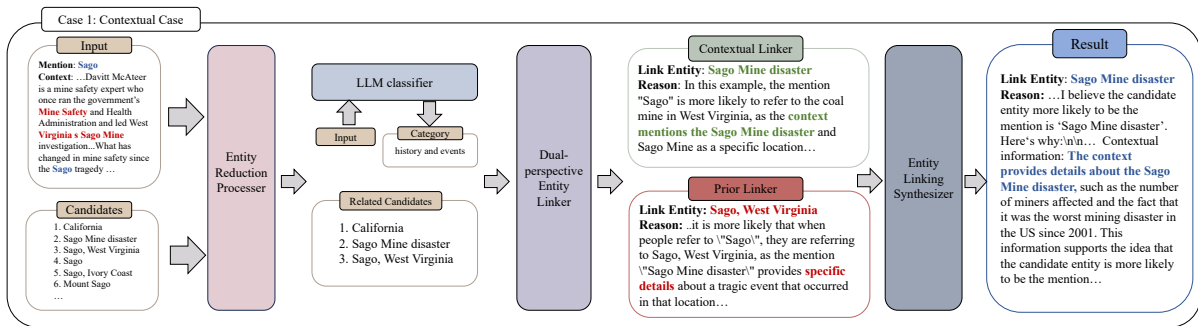 Case 1: Contextual Case
Input
Mention: Sago
Context: …Davitt McAteer
is a mine safety expert who
once ran the government's
Mine Safety and Health
Administration and led West
Virginia s Sago Mine
investigation...What has
changed in mine safety since
the Sago tragedy …
Candidates
1. California
2. Sago Mine disaster
3. Sago, West Virginia
4. Sago
5. Sago, Ivory Coast
6. Mount Sago
…
Entity
Reduction
Processer
LLM classifier
Input
Category
history and events
Related Candidates
1. California
2. Sago Mine disaster
3. Sago, West Virginia
Dual-
perspective
Entity
Linker
Contextual Linker
Link Entity: Sago Mine disaster
Reason: In this example, the mention
"Sago" is more likely to refer to the coal
mine in West Virginia, as the
context mentions the Sago Mine disaster and
Sago Mine as a specific location…
Prior Linker
Link Entity: Sago, West Virginia
Reason: ..it is more likely that when
people refer to \"Sago\", they are referring
to Sago, West Virginia, as the mention
\"Sago Mine disaster\" provides specific
details about a tragic event that occurred
in that location…
Entity
Linking
Synthesizer
Result
Link Entity: Sago Mine disaster
Reason: …I believe the candidate
entity more likely to be the
mention is ‘Sago Mine disaster’.
Here‘s why:\n\n… Contextual
information: The context
provides details about the Sago
Mine disaster, such as the number
of miners affected and the fact that
it was the worst mining disaster in
the US since 2001. This
information supports the idea that
the candidate entity is more likely
to be the mention…